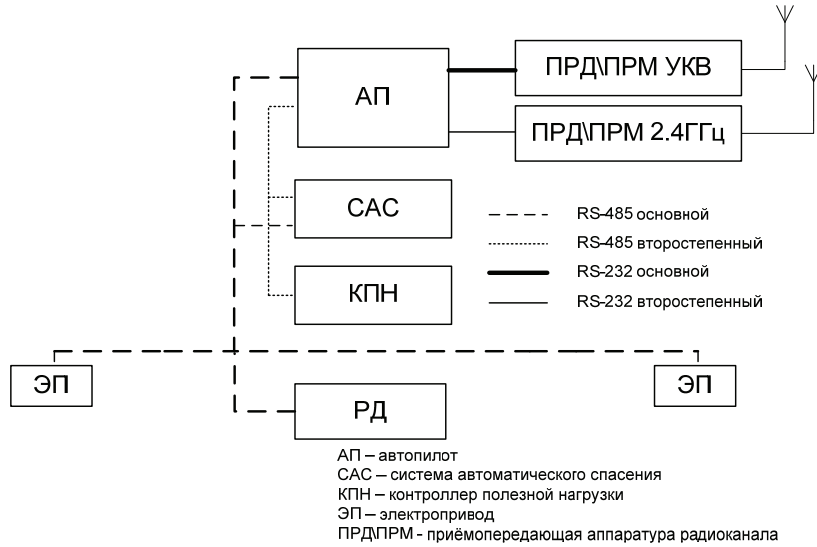 ПРД\ПРМ УКВ
АП
ПРД\ПРМ 2.4ГГц
САС
RS-485 основной
RS-485 второстепенный
RS-232 основной
КПН
RS-232 второстепенный
ЭП
ЭП
РД
АП – автопилот
САС – система автоматического спасения
КПН – контроллер полезной нагрузки
ЭП – электропривод
ПРД\ПРМ - приёмопередающая аппаратура радиоканала